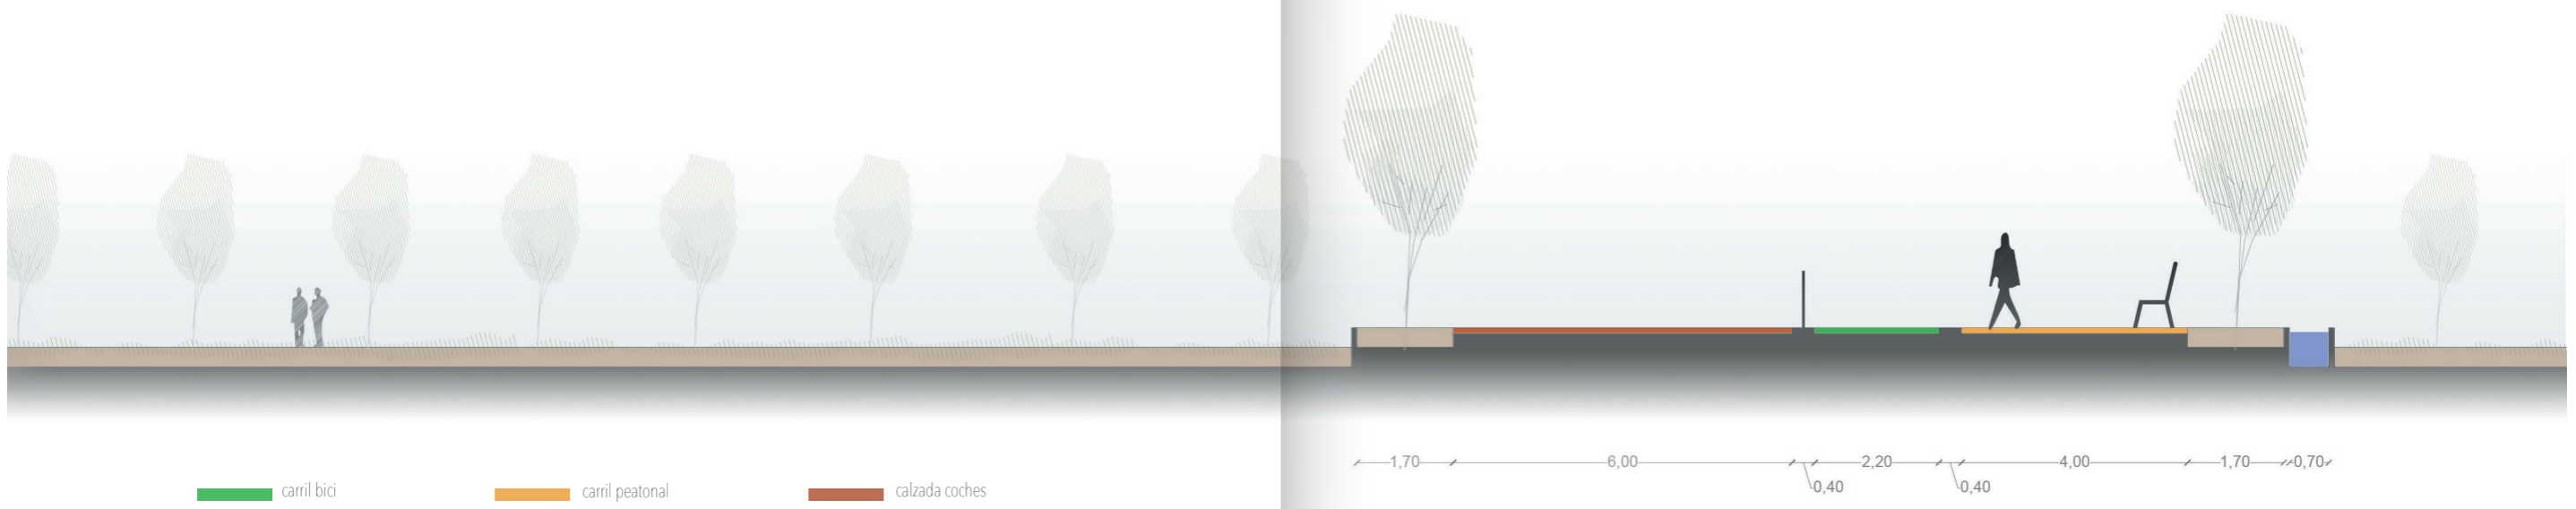 1,70 6,00 2,20 4,00 1,70 0,70
0,40 0,40
carril bici carril peatonal calzada coches